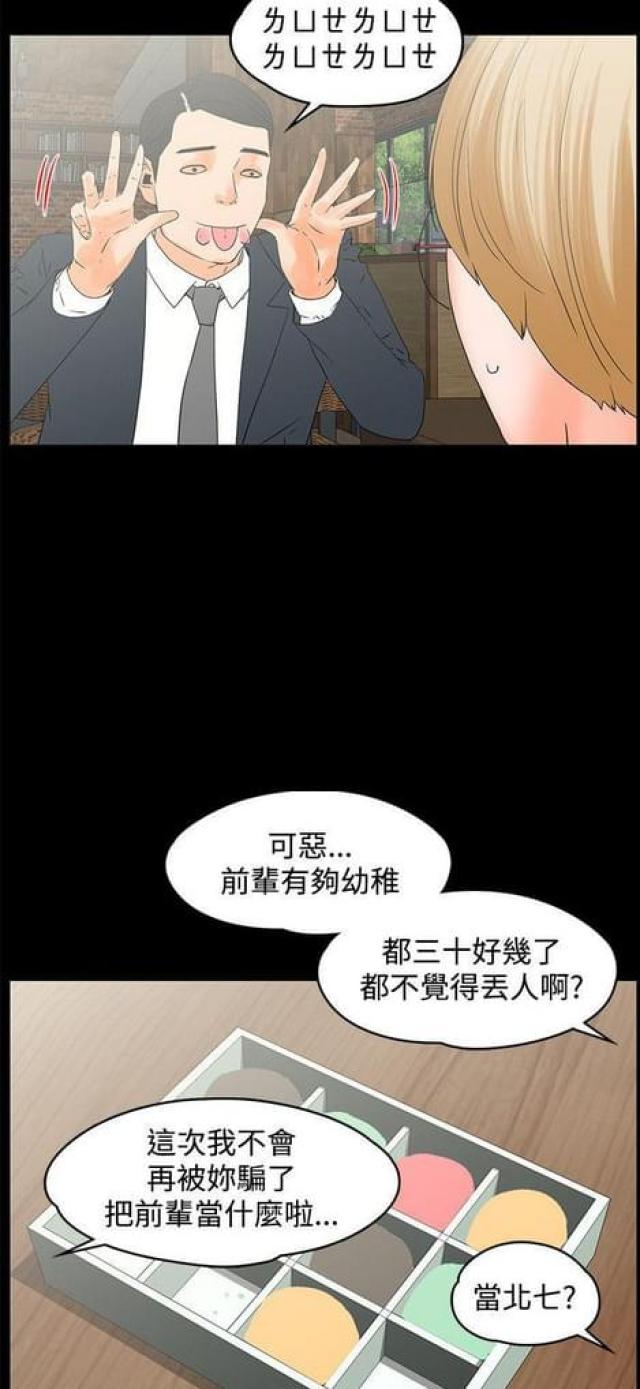 ㄌㄩㄝㄌㄩㄝ
ㄌㄩㄝㄌㄩㄝ
可惡...
前輩有夠幼稚
都三十好幾了
都不覺得丟人啊?
這次我不會
再被妳騙了
把前輩當什麼啦...
當北七?